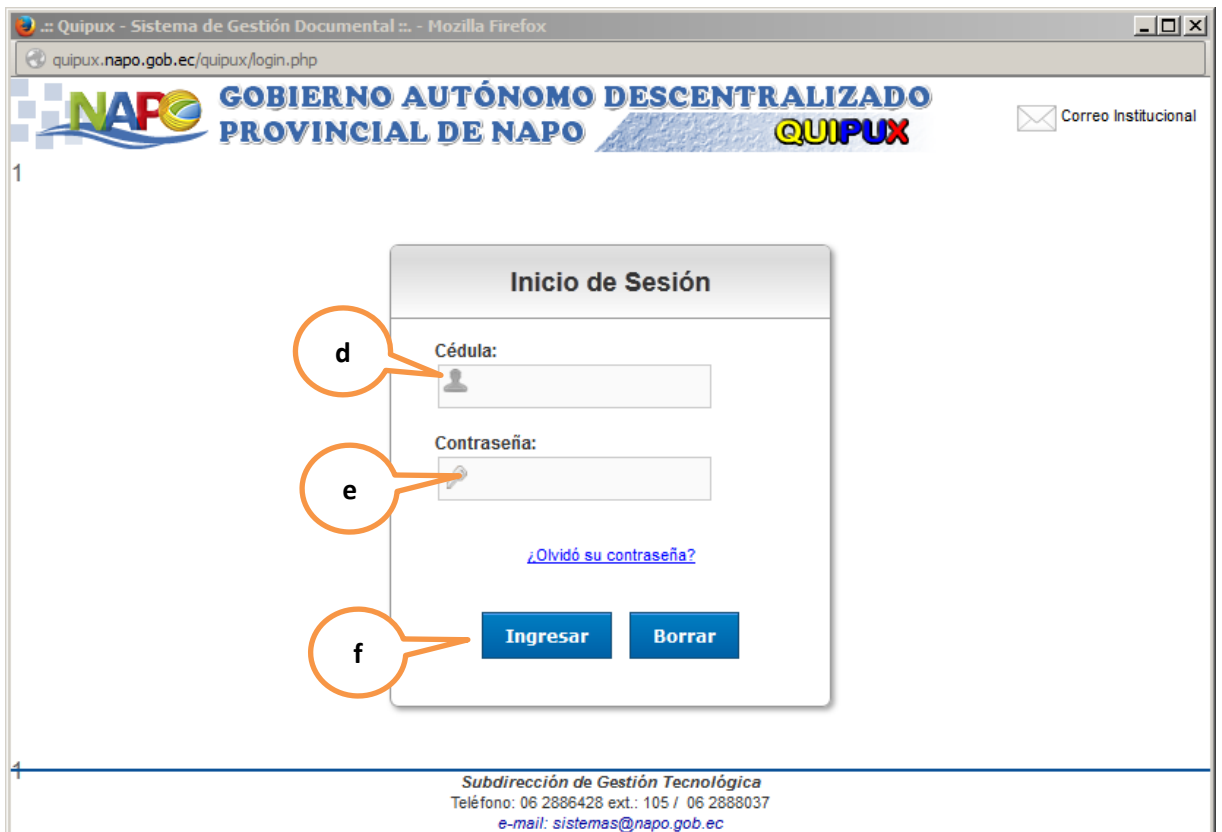 .:: Quipux - Sistema de Gestión Documental ::. - Mozilla Firefox
quipux.napo.gob.ec/quipux/login.php
NAPO
GOBIERNO AUTÓNOMO DESCENTRALIZADO
PROVINCIAL DE NAPO
QUIPUX
Correo Institucional
1
Inicio de Sesión
d
Cédula:
Contraseña:
e
¿Olvidó su contraseña?
f
Ingresar
Borrar
1
Subdirección de Gestión Tecnológica
Teléfono: 06 2886428 ext.: 105 / 06 2888037
e-mail: sistemas@napo.gob.ec